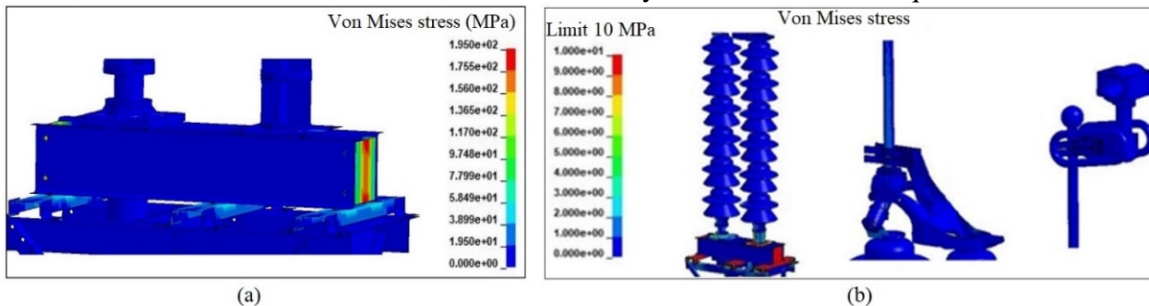 Von Mises stress (MPa)
1.950e+02
1.755e+02
1.560e+02
1.365e+02
1.170e+02
9.748e+01
7.799e+01
5.849e+01
3.899e+01
1.950e+01
0.000e+00
(a)
Von Mises stress
Limit 10 MPa
1.000e+01
9.000e+00
8.000e+00
7.000e+00
6.000e+00
5.000e+00
4.000e+00
3.000e+00
2.000e+00
1.000e+00
0.000e+00
(b)